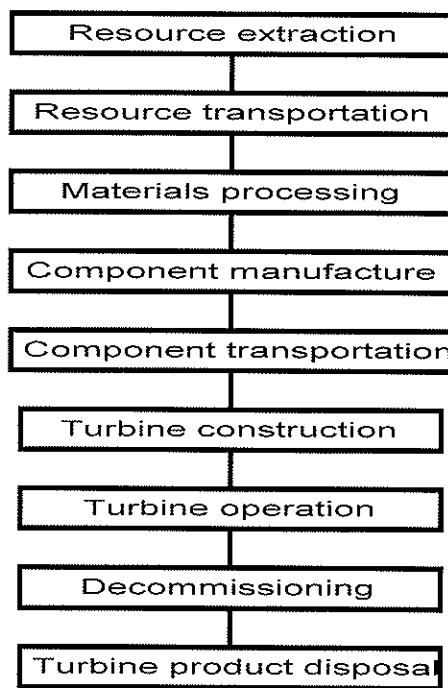 Resource extraction
Resource transportation
Materials processing
Component manufacture
Component transportation
Turbine construction
Turbine operation
Decommissioning
Turbine product disposal